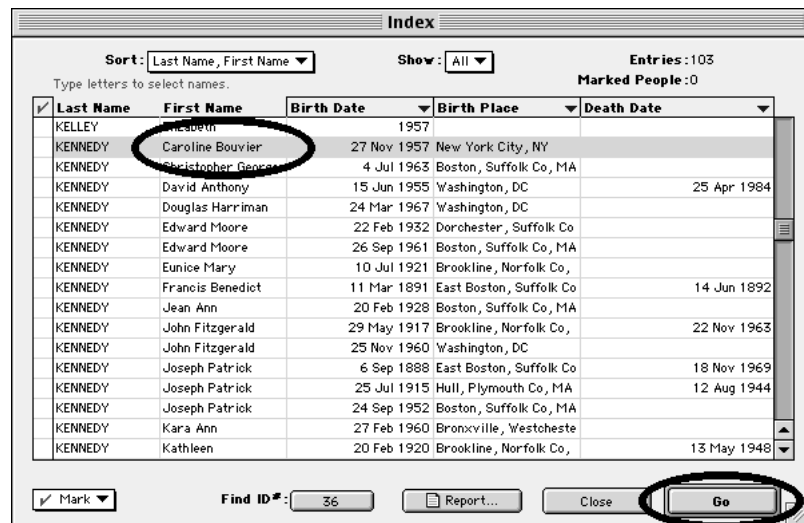 Index
Sort: Last Name, First Name Show: All Entries:103
Type letters to select names. Marked People:0
Last Name First Name Birth Date Birth Place Death Date
KELLEY Elizabeth 1957
KENNEDY Caroline Bouvier 27 Nov 1957 New York City, NY
KENNEDY Christopher George 4 Jul 1963 Boston, Suffolk Co, MA
KENNEDY David Anthony 15 Jun 1955 Washington, DC 25 Apr 1984
KENNEDY Douglas Harriman 24 Mar 1967 Washington, DC
KENNEDY Edward Moore 22 Feb 1932 Dorchester, Suffolk Co
KENNEDY Edward Moore 26 Sep 1961 Boston, Suffolk Co, MA
KENNEDY Eunice Mary 10 Jul 1921 Brookline, Norfolk Co,
KENNEDY Francis Benedict 11 Mar 1891 East Boston, Suffolk Co 14 Jun 1892
KENNEDY Jean Ann 20 Feb 1928 Boston, Suffolk Co, MA
KENNEDY John Fitzgerald 29 May 1917 Brookline, Norfolk Co, 22 Nov 1963
KENNEDY John Fitzgerald 25 Nov 1960 Washington, DC
KENNEDY Joseph Patrick 6 Sep 1888 East Boston, Suffolk Co 18 Nov 1969
KENNEDY Joseph Patrick 25 Jul 1915 Hull, Plymouth Co, MA 12 Aug 1944
KENNEDY Joseph Patrick 24 Sep 1952 Boston, Suffolk Co, MA
KENNEDY Kara Ann 27 Feb 1960 Bronxville, Westcheste
KENNEDY Kathleen 20 Feb 1920 Brookline, Norfolk Co, 13 May 1948
Mark Find ID#: 36 Report... Close Go